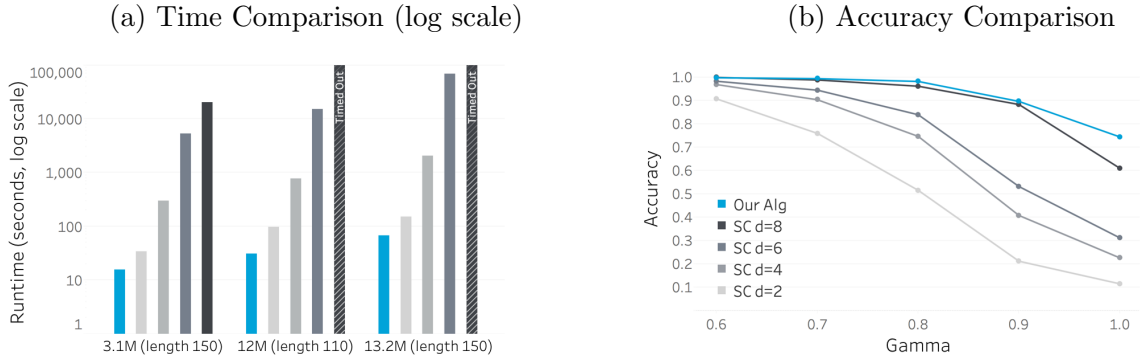 (a) Time Comparison (log scale)
Runtime (seconds, log scale)
100,000
10,000
1,000
100
10
1
Timed Out
Timed Out
3.1M (length 150)
12M (length 110)
13.2M (length 150)
(b) Accuracy Comparison
Accuracy
1.0
0.9
0.8
0.7
0.6
0.5
0.4
0.3
0.2
0.1
Our Alg
SC d=8
SC d=6
SC d=4
SC d=2
0.6
0.7
0.8
0.9
1.0
Gamma